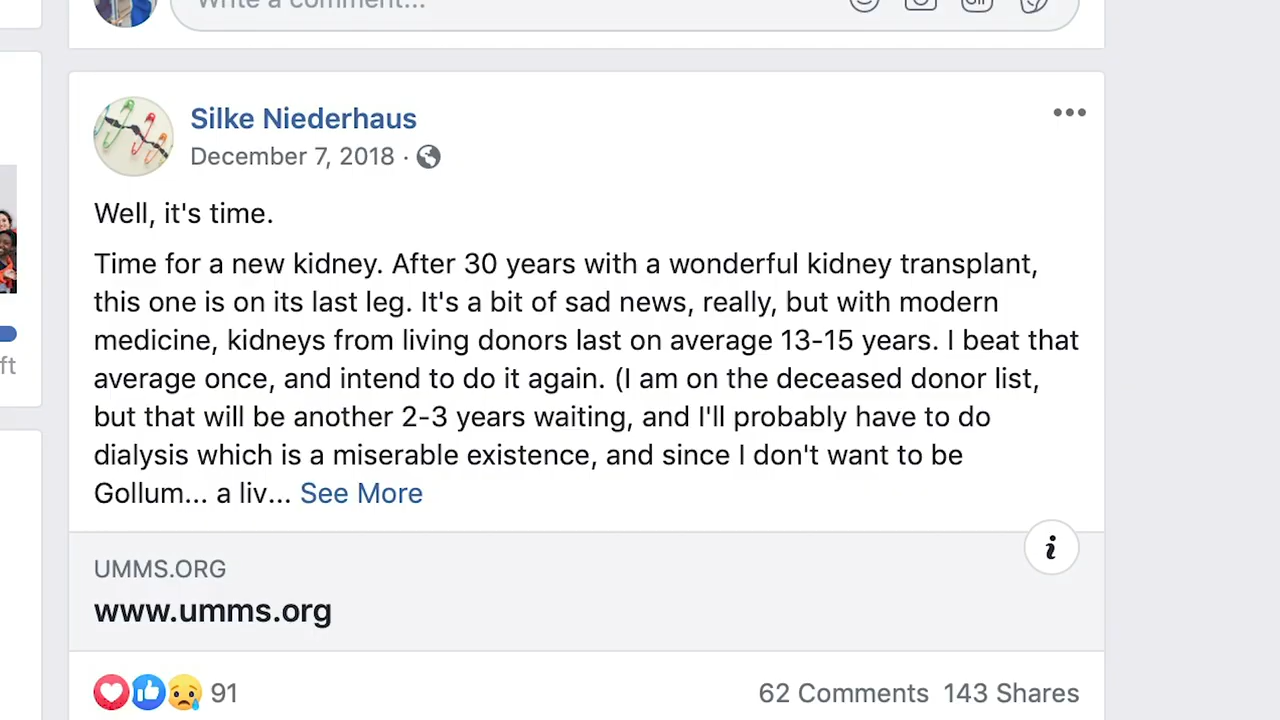 Write a comment...
Silke Niederhaus
December 7, 2018 ·
Well, it's time.
Time for a new kidney. After 30 years with a wonderful kidney transplant,
this one is on its last leg. It's a bit of sad news, really, but with modern
medicine, kidneys from living donors last on average 13-15 years. I beat that
average once, and intend to do it again. (I am on the deceased donor list,
but that will be another 2-3 years waiting, and I'll probably have to do
dialysis which is a miserable existence, and since I don't want to be
Gollum... a liv... See More
ft
UMMS.ORG
www.umms.org
91
62 Comments 143 Shares